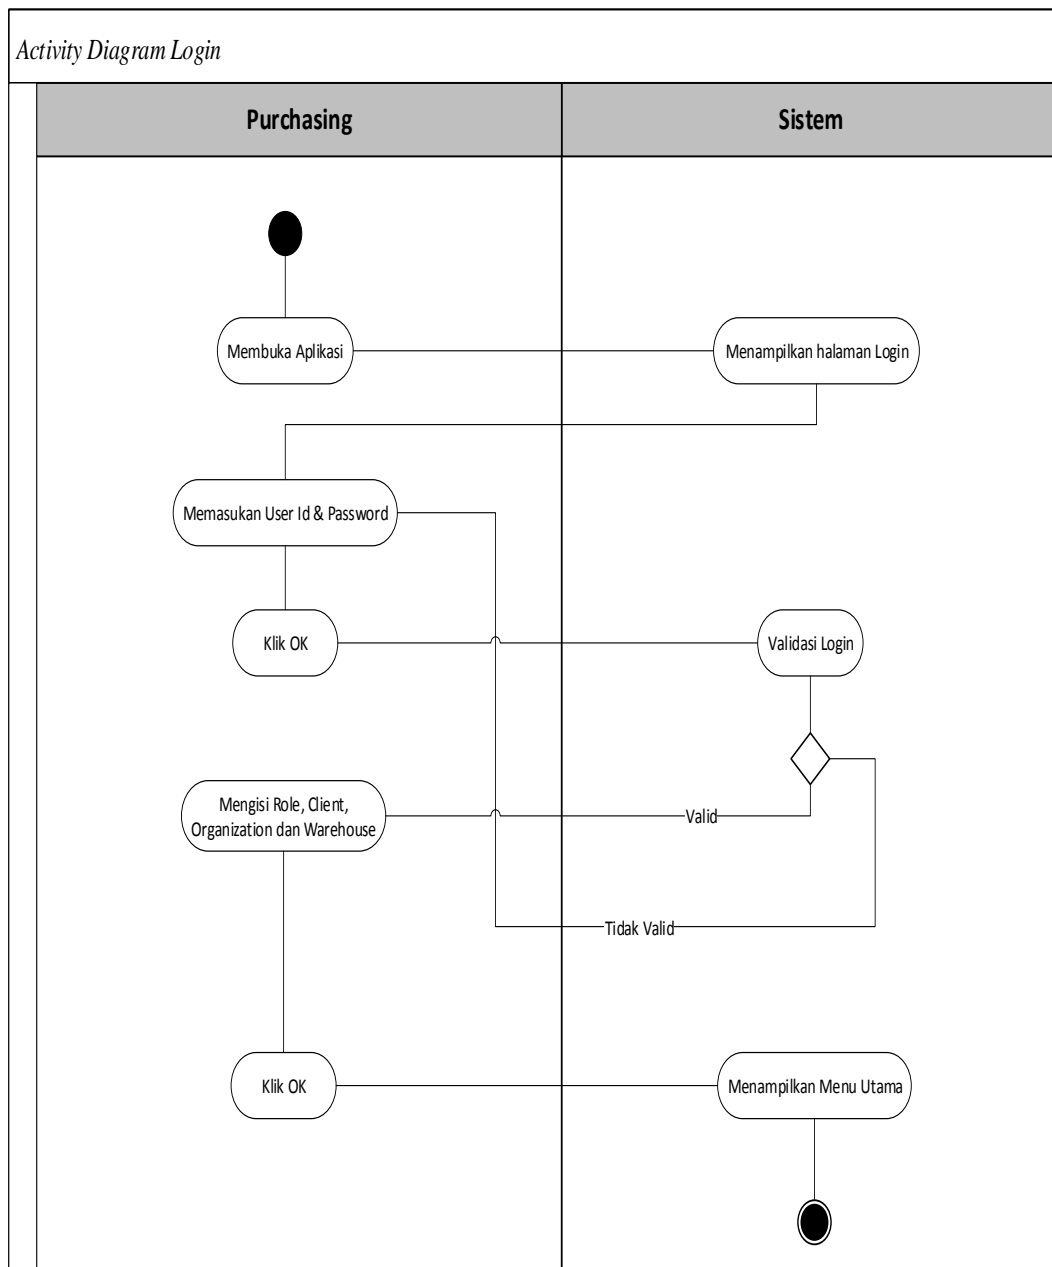 Activity Diagram Login
Purchasing
Sistem
Membuka Aplikasi
Menampilkan halaman Login
Memasukan User Id & Password
Klik OK
Validasi Login
Mengisi Role, Client,
Organization dan Warehouse
Valid
Tidak Valid
Klik OK
Menampilkan Menu Utama